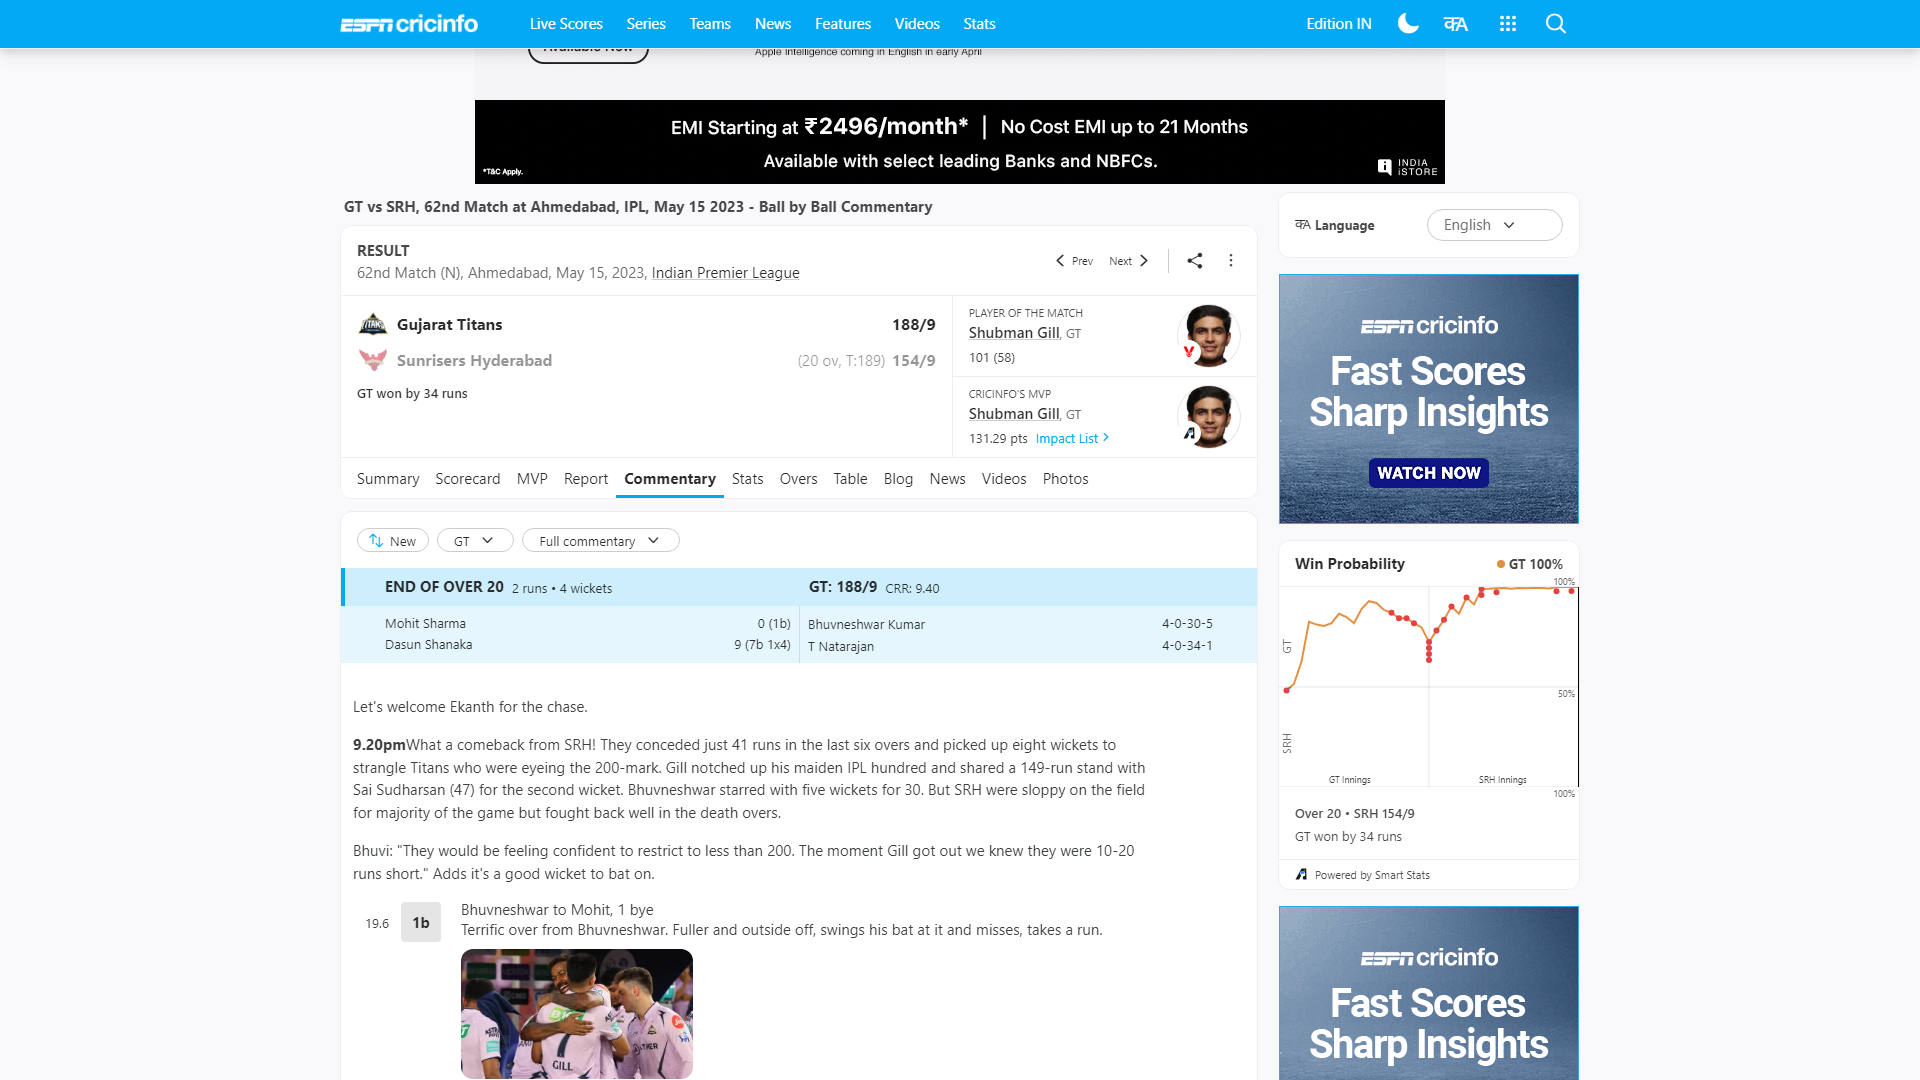 ESPN cricinfo
Live Scores Series Teams News Features Videos Stats
Edition IN
Apple Intelligence coming in English in early April
EMI Starting at ₹2496/month* | No Cost EMI up to 21 Months
Available with select leading Banks and NBFCs.
*T&C Apply.
INDIA
iSTORE
GT vs SRH, 62nd Match at Ahmedabad, IPL, May 15 2023 - Ball by Ball Commentary
RESULT
62nd Match (N), Ahmedabad, May 15, 2023, Indian Premier League
Prev Next
Gujarat Titans 188/9
Sunrisers Hyderabad (20 ov, T:189) 154/9
GT won by 34 runs
PLAYER OF THE MATCH
Shubman Gill, GT
101 (58)
CRICINFO'S MVP
Shubman Gill, GT
131.29 pts Impact List
Summary Scorecard MVP Report Commentary Stats Overs Table Blog News Videos Photos
New GT Full commentary
END OF OVER 20 2 runs • 4 wickets GT: 188/9 CRR: 9.40
Mohit Sharma 0 (1b) Bhuvneshwar Kumar 4-0-30-5
Dasun Shanaka 9 (7b 1x4) T Natarajan 4-0-34-1
Let's welcome Ekanth for the chase.
9.20pmWhat a comeback from SRH! They conceded just 41 runs in the last six overs and picked up eight wickets to
strangle Titans who were eyeing the 200-mark. Gill notched up his maiden IPL hundred and shared a 149-run stand with
Sai Sudharsan (47) for the second wicket. Bhuvneshwar starred with five wickets for 30. But SRH were sloppy on the field
for majority of the game but fought back well in the death overs.
Bhuvi: "They would be feeling confident to restrict to less than 200. The moment Gill got out we knew they were 10-20
runs short." Adds it's a good wicket to bat on.
19.6 1b Bhuvneshwar to Mohit, 1 bye
Terrific over from Bhuvneshwar. Fuller and outside off, swings his bat at it and misses, takes a run.
7
GILL
Language English
ESPN cricinfo
Fast Scores
Sharp Insights
WATCH NOW
Win Probability GT 100%
100%
GT
50%
SRH
GT Innings SRH Innings
100%
Over 20 • SRH 154/9
GT won by 34 runs
Powered by Smart Stats
ESPN cricinfo
Fast Scores
Sharp Insights